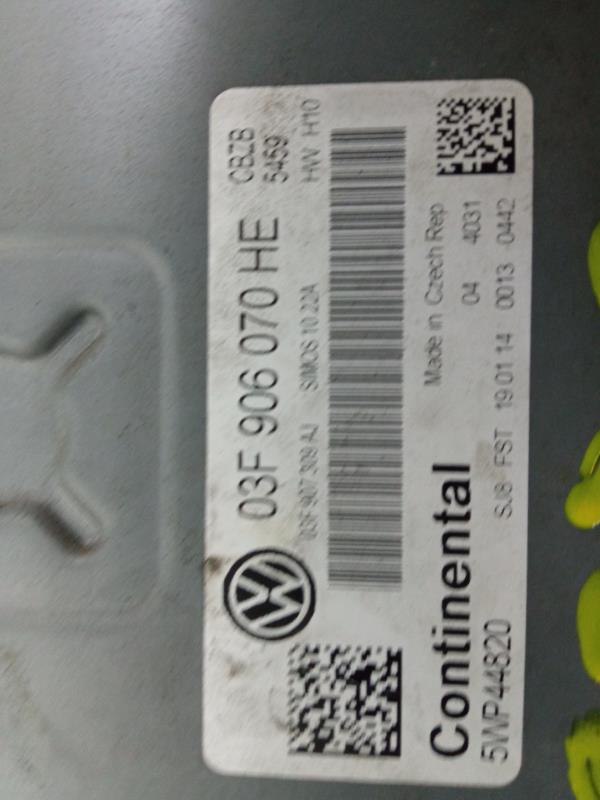 03F 906 070 HE CBZB
5459
03F 907 309 AJ SIMOS 10.22A HW H10
Continental Made in Czech Rep
04 4031
5WP44820 SJ8 FST 19 01 14 0013 0442